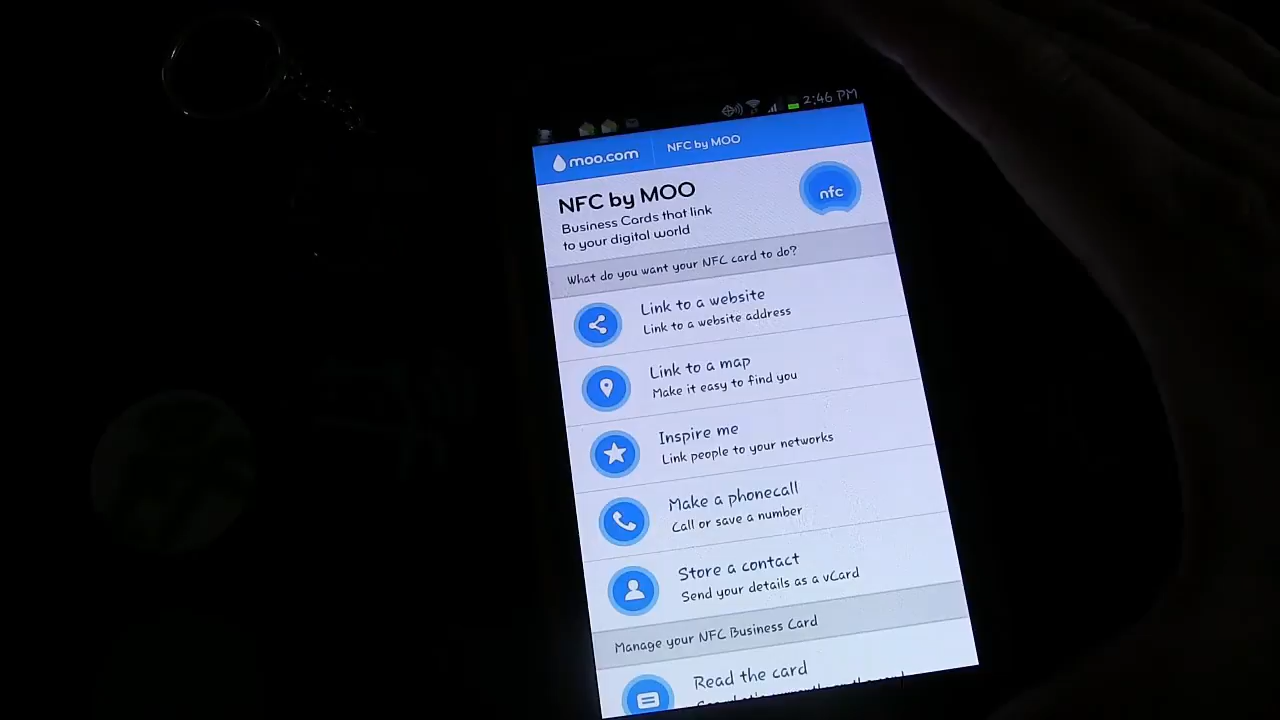 2:46 PM
moo.com NFC by MOO
NFC by MOO
Business Cards that link
to your digital world
nfc
What do you want your NFC card to do?
Link to a website
Link to a website address
Link to a map
Make it easy to find you
Inspire me
Link people to your networks
Make a phonecall
Call or save a number
Store a contact
Send your details as a vCard
Manage your NFC Business Card
Read the card